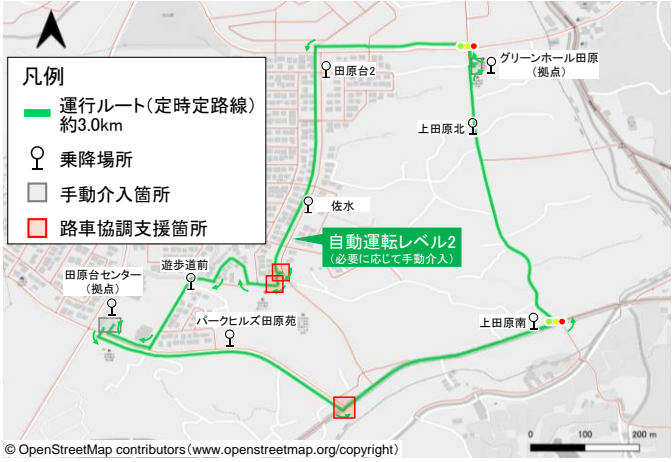 凡例
運行ルート(定時定路線)
約3.0km
乗降場所
手動介入箇所
路車協調支援箇所
田原台2
グリーンホール田原
(拠点)
上田原北
佐水
自動運転レベル2
(必要に応じて手動介入)
遊歩道前
田原台センター
(拠点)
パークヒルズ田原苑
上田原南
0 100 200 m
© OpenStreetMap contributors(www.openstreetmap.org/copyright)